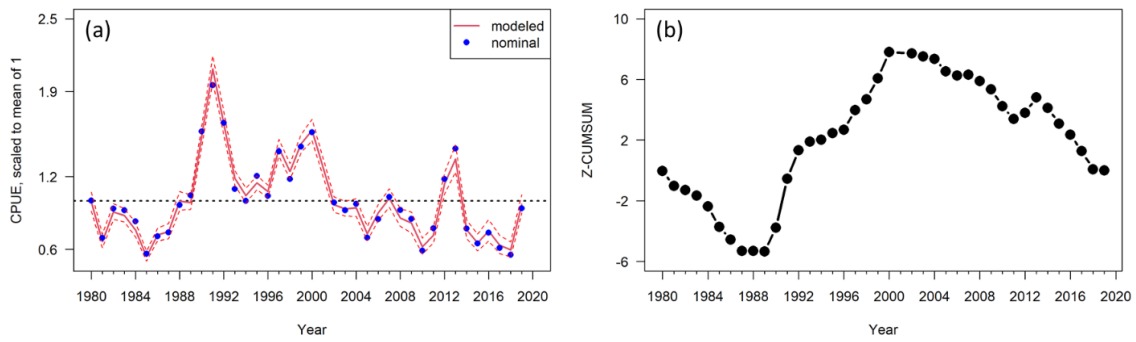 (a)
modeled
nominal
CPUE, scaled to mean of 1
2.5
1.9
1.2
0.6
1980 1984 1988 1992 1996 2000 2004 2008 2012 2016 2020
Year
(b)
Z-CUMSUM
10
6
2
-2
-6
1980 1984 1988 1992 1996 2000 2004 2008 2012 2016 2020
Year